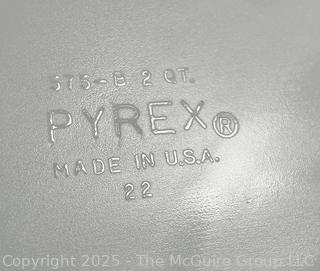 575-B 2 QT.
PYREX®
MADE IN U.S.A.
22
Copyright 2025 - The McGuire Group LLC